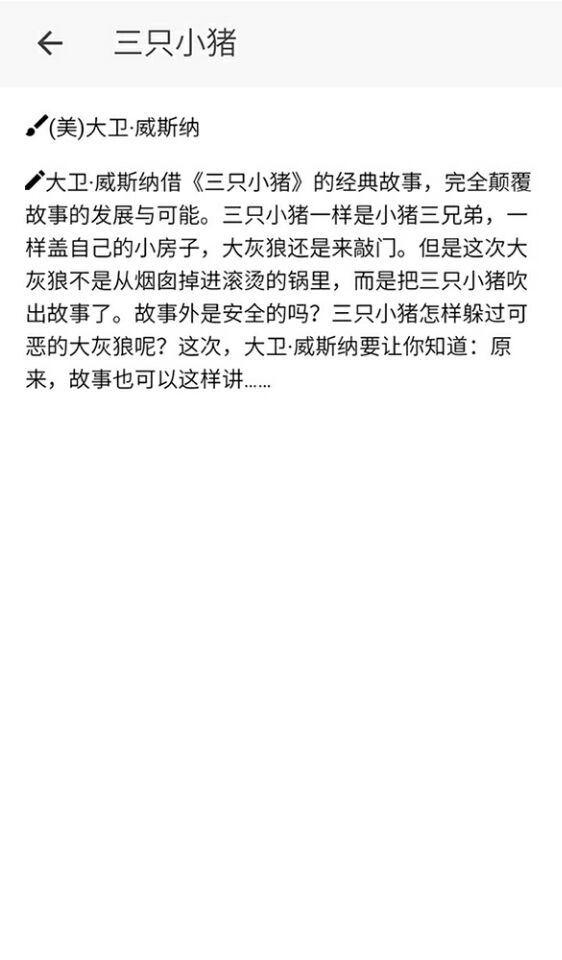 三只小猪
(美)大卫·威斯纳
大卫·威斯纳借《三只小猪》的经典故事，完全颠覆
故事的发展与可能。三只小猪一样是小猪三兄弟，一
样盖自己的小房子，大灰狼还是来敲门。但是这次大
灰狼不是从烟囱掉进滚烫的锅里，而是把三只小猪吹
出故事了。故事外是安全的吗？三只小猪怎样躲过可
恶的大灰狼呢？这次，大卫·威斯纳要让你知道：原
来，故事也可以这样讲……